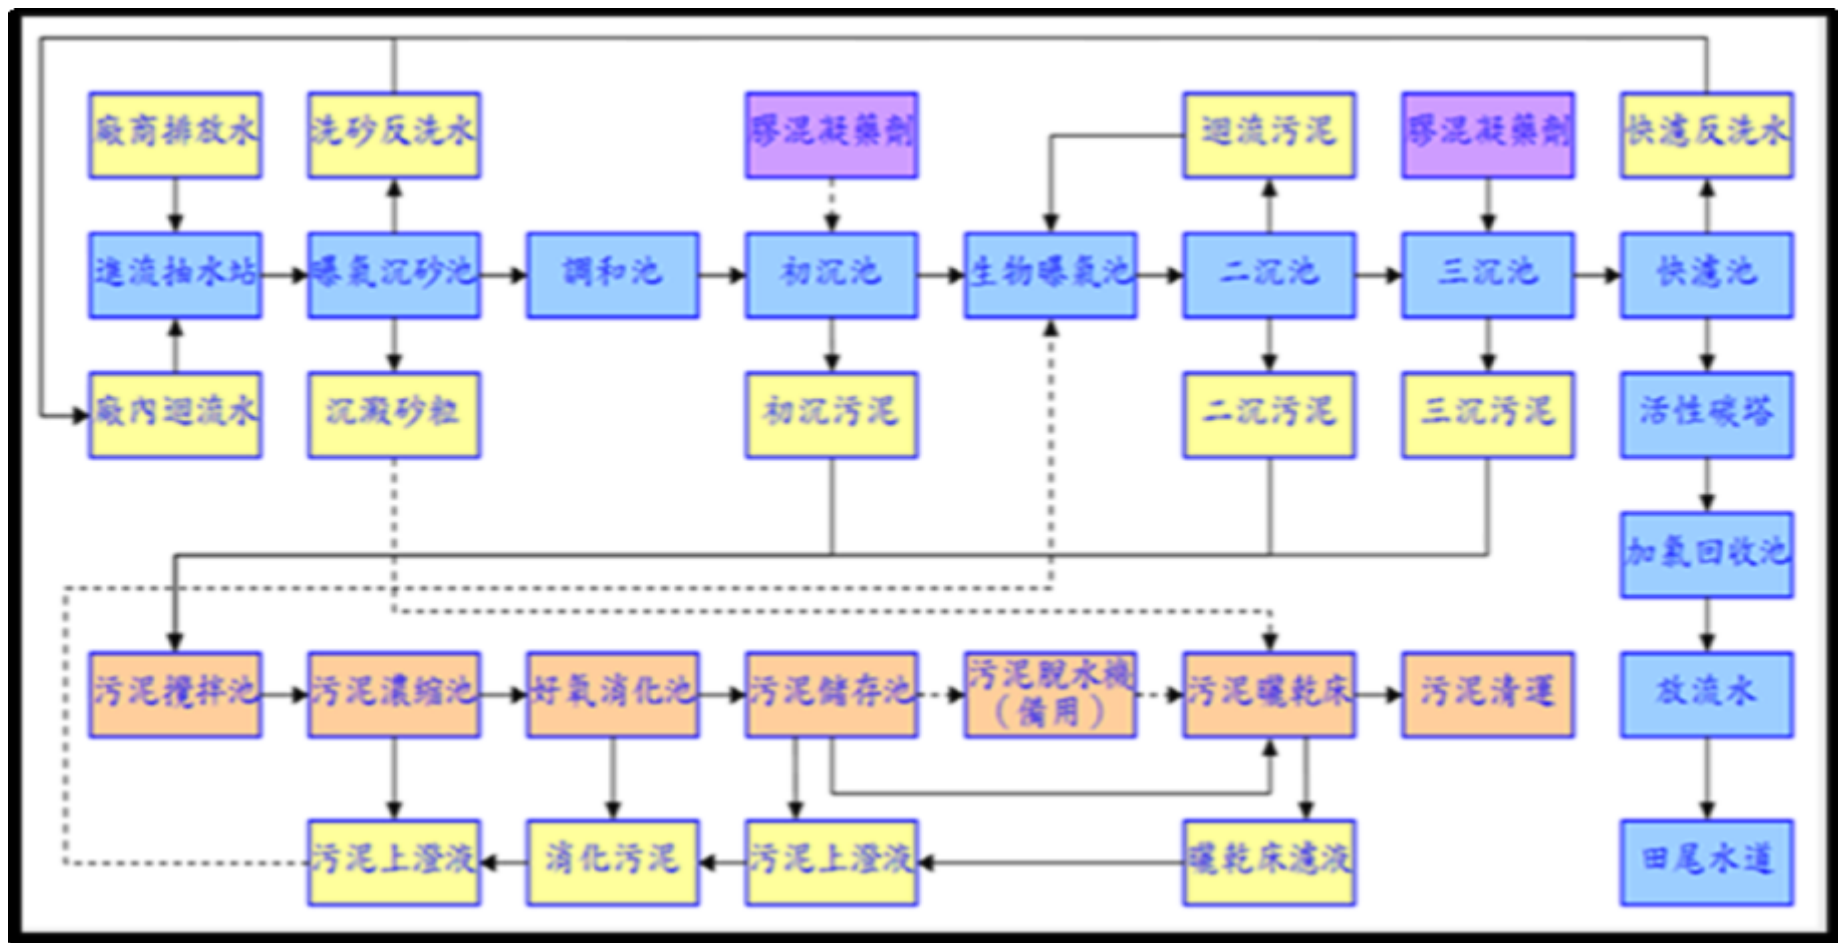 廠商排放水
洗砂反洗水
膠混凝藥劑
迴流污泥
膠混凝藥劑
快濾反洗水
進流抽水站
曝氣沉砂池
調和池
初沉池
生物曝氣池
二沉池
三沉池
快濾池
廠內迴流水
沉澱砂粒
初沉污泥
二沉污泥
三沉污泥
活性碳塔
加氯回收池
污泥攪拌池
污泥濃縮池
好氧消化池
污泥儲存池
污泥脫水機
（備用）
污泥曬乾床
污泥清運
放流水
污泥上澄液
消化污泥
污泥上澄液
曬乾床濾液
田尾水道